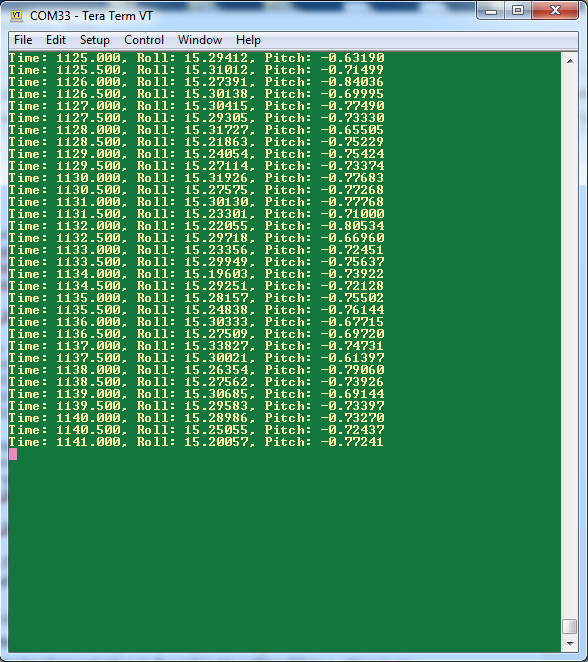 VT COM33 - Tera Term VT
File Edit Setup Control Window Help
Time: 1125.000, Roll: 15.29412, Pitch: -0.63190
Time: 1125.500, Roll: 15.31012, Pitch: -0.71499
Time: 1126.000, Roll: 15.27391, Pitch: -0.84036
Time: 1126.500, Roll: 15.30138, Pitch: -0.69995
Time: 1127.000, Roll: 15.30415, Pitch: -0.77490
Time: 1127.500, Roll: 15.29305, Pitch: -0.73330
Time: 1128.000, Roll: 15.31727, Pitch: -0.65505
Time: 1128.500, Roll: 15.21863, Pitch: -0.75229
Time: 1129.000, Roll: 15.24054, Pitch: -0.75424
Time: 1129.500, Roll: 15.27114, Pitch: -0.73374
Time: 1130.000, Roll: 15.31926, Pitch: -0.77683
Time: 1130.500, Roll: 15.27575, Pitch: -0.77268
Time: 1131.000, Roll: 15.30130, Pitch: -0.77768
Time: 1131.500, Roll: 15.23301, Pitch: -0.71000
Time: 1132.000, Roll: 15.22055, Pitch: -0.80534
Time: 1132.500, Roll: 15.29718, Pitch: -0.66960
Time: 1133.000, Roll: 15.23356, Pitch: -0.72451
Time: 1133.500, Roll: 15.29949, Pitch: -0.75637
Time: 1134.000, Roll: 15.19603, Pitch: -0.73922
Time: 1134.500, Roll: 15.29251, Pitch: -0.72128
Time: 1135.000, Roll: 15.28157, Pitch: -0.75502
Time: 1135.500, Roll: 15.24838, Pitch: -0.76144
Time: 1136.000, Roll: 15.30333, Pitch: -0.67715
Time: 1136.500, Roll: 15.27509, Pitch: -0.69720
Time: 1137.000, Roll: 15.33827, Pitch: -0.74731
Time: 1137.500, Roll: 15.30021, Pitch: -0.61397
Time: 1138.000, Roll: 15.26354, Pitch: -0.79060
Time: 1138.500, Roll: 15.27562, Pitch: -0.73926
Time: 1139.000, Roll: 15.30685, Pitch: -0.69144
Time: 1139.500, Roll: 15.29583, Pitch: -0.73397
Time: 1140.000, Roll: 15.28986, Pitch: -0.73270
Time: 1140.500, Roll: 15.25055, Pitch: -0.72437
Time: 1141.000, Roll: 15.20057, Pitch: -0.77241